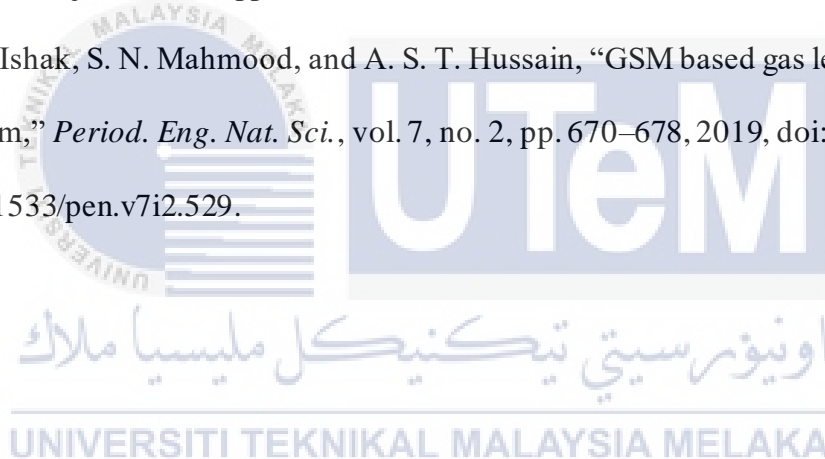 Ishak, S. N. Mahmood, and A. S. T. Hussain, “GSM based gas le
m,” Period. Eng. Nat. Sci., vol. 7, no. 2, pp. 670–678, 2019, doi:
1533/pen.v7i2.529.
UTeM
اونيۏرسيتي تيكنيكل مليسيا ملاك
UNIVERSITI TEKNIKAL MALAYSIA MELAKA